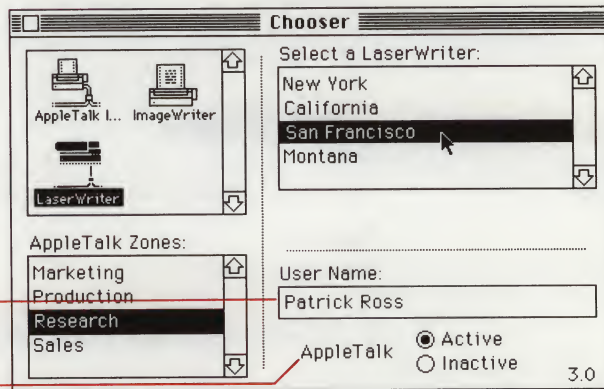 Chooser
AppleTalk I... ImageWriter
LaserWriter
Select a LaserWriter:
New York
California
San Francisco
Montana
AppleTalk Zones:
Marketing
Production
Research
Sales
User Name:
Patrick Ross
AppleTalk
Active
Inactive
3.0